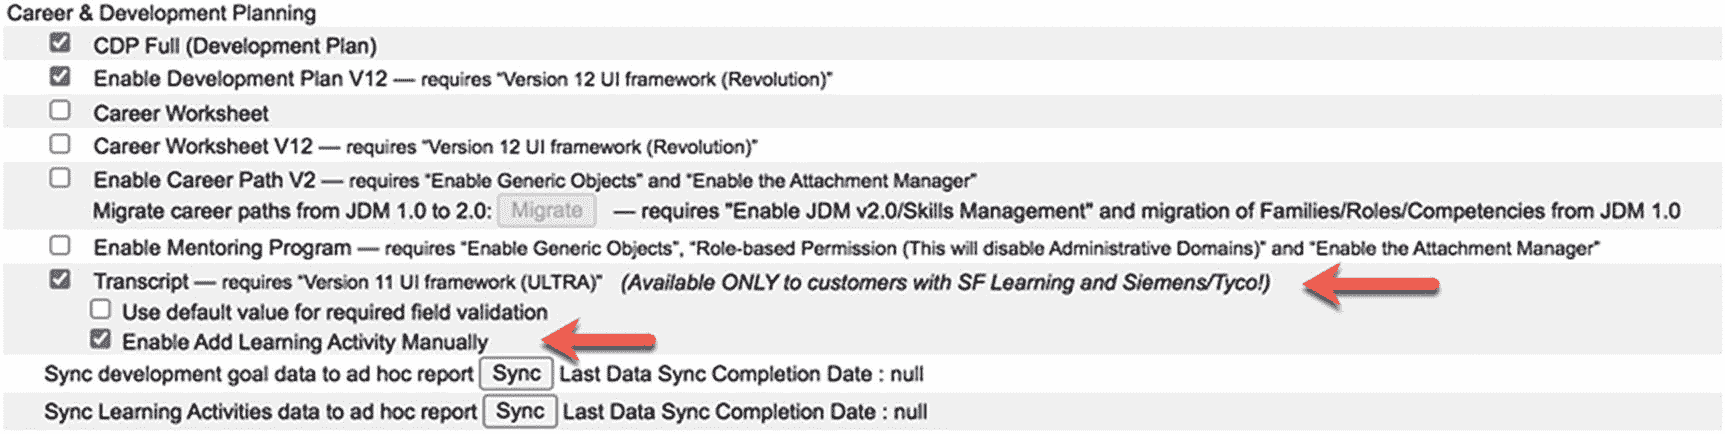 Career & Development Planning
CDP Full (Development Plan)
Enable Development Plan V12 — requires "Version 12 UI framework (Revolution)"
Career Worksheet
Career Worksheet V12 — requires "Version 12 UI framework (Revolution)"
Enable Career Path V2 — requires "Enable Generic Objects" and "Enable the Attachment Manager"
Migrate career paths from JDM 1.0 to 2.0: Migrate — requires "Enable JDM v2.0/Skills Management" and migration of Families/Roles/Competencies from JDM 1.0
Enable Mentoring Program — requires "Enable Generic Objects", "Role-based Permission (This will disable Administrative Domains)" and "Enable the Attachment Manager"
Transcript — requires "Version 11 UI framework (ULTRA)" (Available ONLY to customers with SF Learning and Siemens/Tyco!)
Use default value for required field validation
Enable Add Learning Activity Manually
Sync development goal data to ad hoc report Sync Last Data Sync Completion Date : null
Sync Learning Activities data to ad hoc report Sync Last Data Sync Completion Date : null